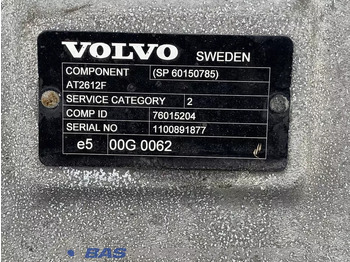 VOLVO SWEDEN
COMPONENT (SP 60150785)
AT2612F
SERVICE CATEGORY 2
COMP ID 76015204
SERIAL NO 1100891877
e5 00G 0062
BAS